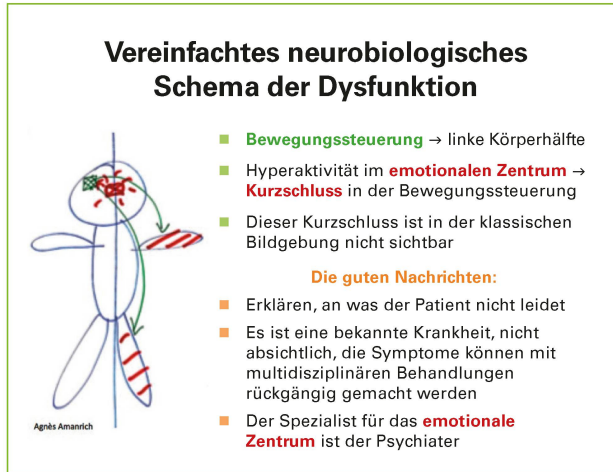 Vereinfachtes neurobiologisches
Schema der Dysfunktion
Bewegungssteuerung → linke Körperhälfte
Hyperaktivität im emotionalen Zentrum →
Kurzschluss in der Bewegungssteuerung
Dieser Kurzschluss ist in der klassischen
Bildgebung nicht sichtbar
Die guten Nachrichten:
Erklären, an was der Patient nicht leidet
Es ist eine bekannte Krankheit, nicht
absichtlich, die Symptome können mit
multidisziplinären Behandlungen
rückgängig gemacht werden
Der Spezialist für das emotionale
Zentrum ist der Psychiater
Agnès Amanrich